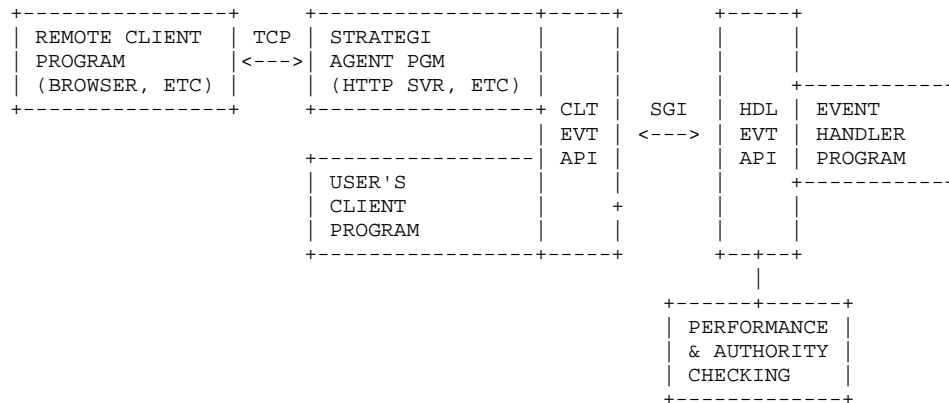 REMOTE CLIENT
PROGRAM
(BROWSER, ETC)
TCP
<--->
STRATEGI
AGENT PGM
(HTTP SVR, ETC)
USER'S
CLIENT
PROGRAM
CLT
EVT
API
SGI
<--->
HDL
EVT
API
EVENT
HANDLER
PROGRAM
PERFORMANCE
& AUTHORITY
CHECKING